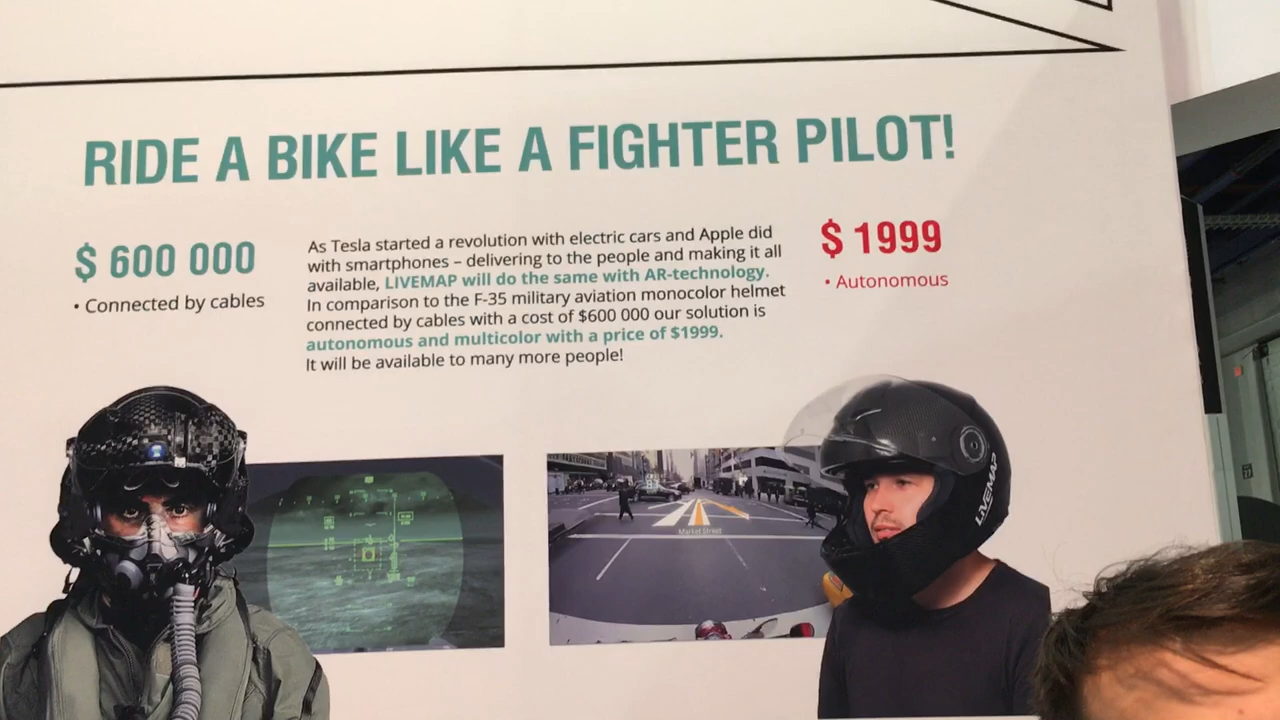 RIDE A BIKE LIKE A FIGHTER PILOT!
$ 600 000
• Connected by cables
As Tesla started a revolution with electric cars and Apple did
with smartphones – delivering to the people and making it all
available, LIVEMAP will do the same with AR-technology.
In comparison to the F-35 military aviation monocolor helmet
connected by cables with a cost of $600 000 our solution is
autonomous and multicolor with a price of $1999.
It will be available to many more people!
$ 1999
• Autonomous
Market Street
LIVEMAP